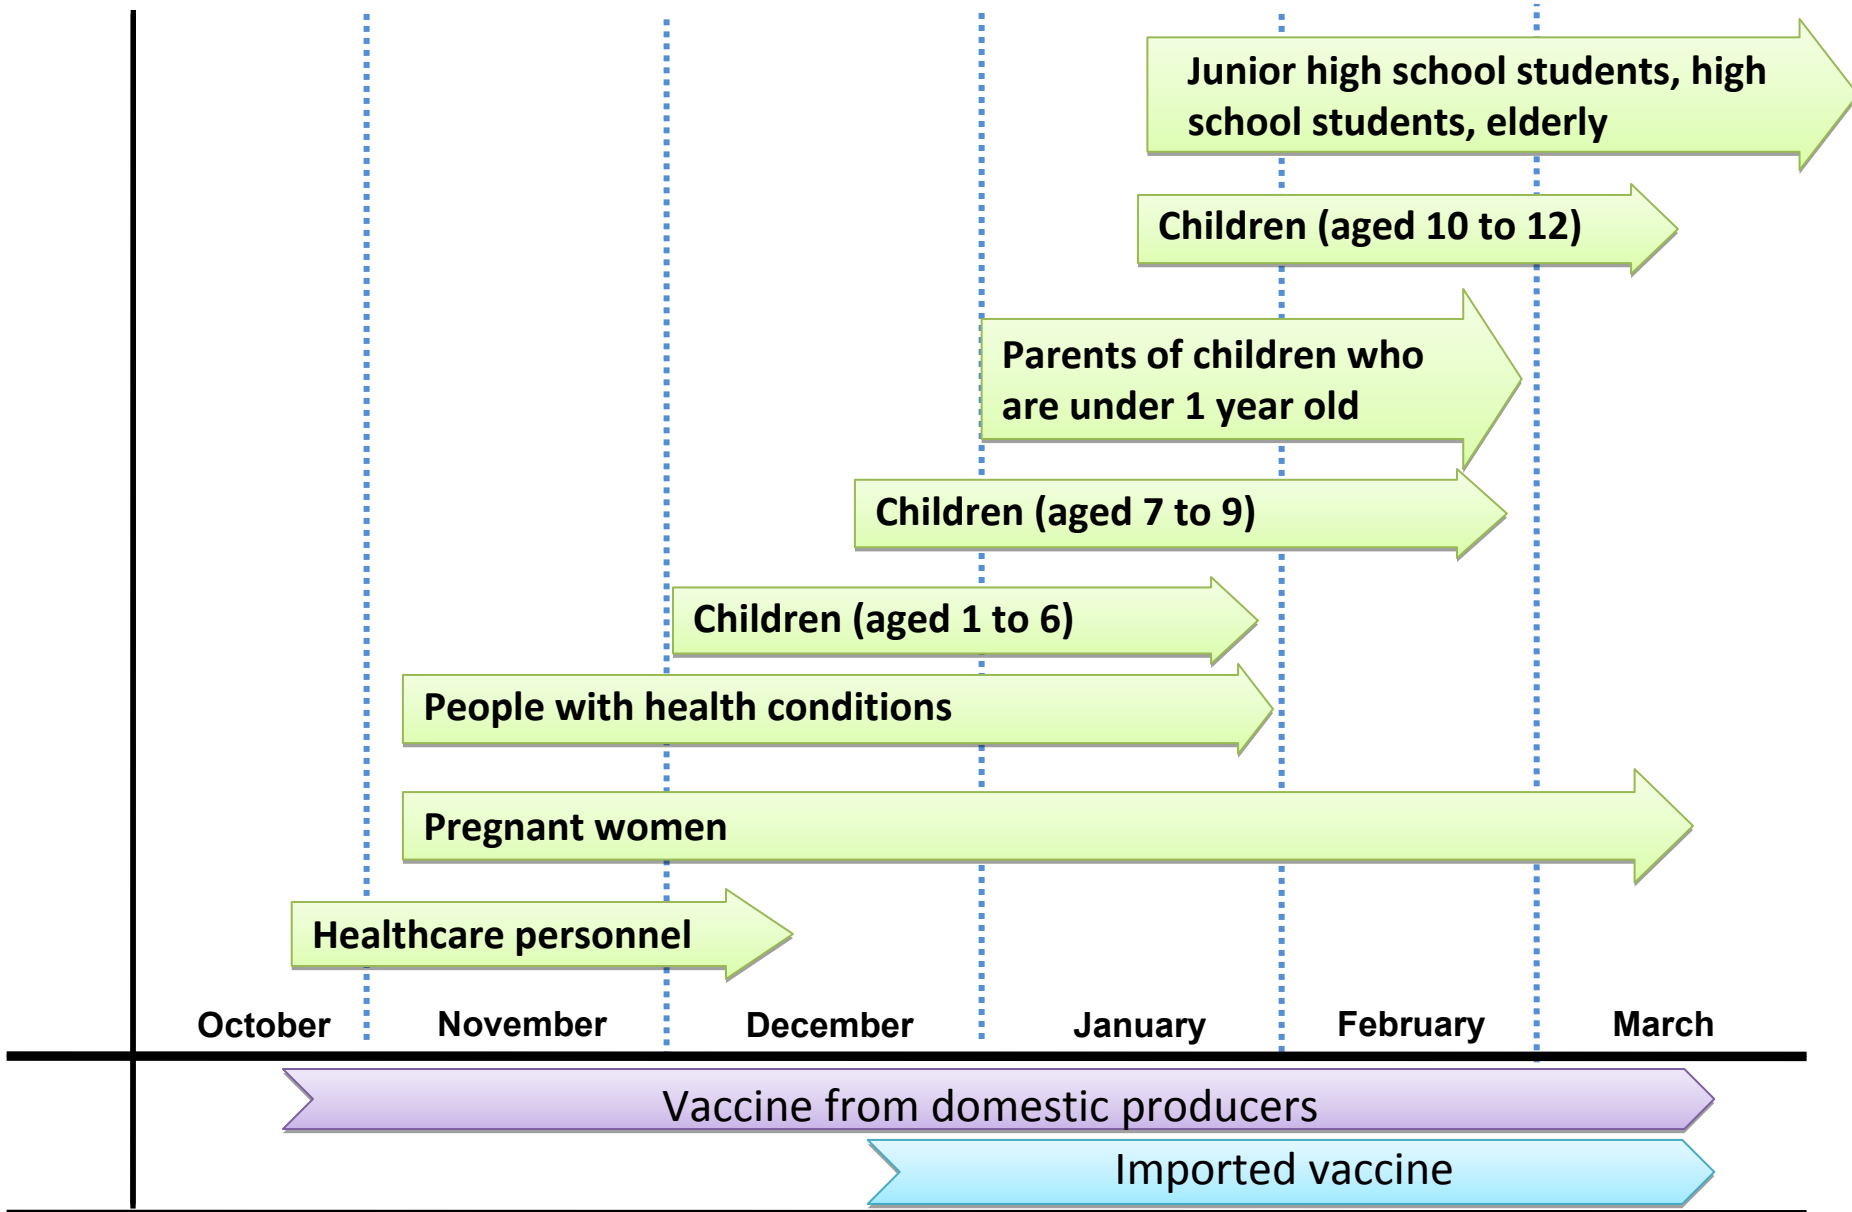 Junior high school students, high
school students, elderly
Children (aged 10 to 12)
Parents of children who
are under 1 year old
Children (aged 7 to 9)
Children (aged 1 to 6)
People with health conditions
Pregnant women
Healthcare personnel
October November December January February March
Vaccine from domestic producers
Imported vaccine